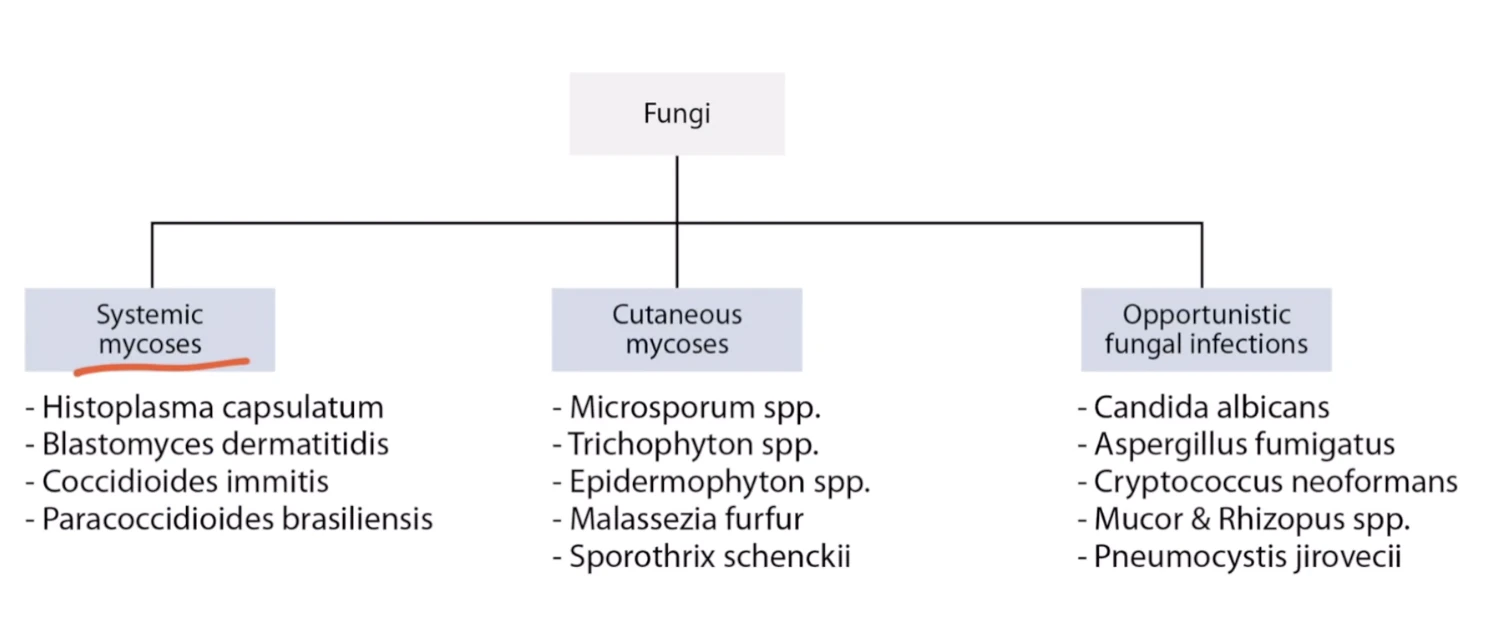 Fungi
Systemic
mycoses
- Histoplasma capsulatum
- Blastomyces dermatitidis
- Coccidioides immitis
- Paracoccidioides brasiliensis
Cutaneous
mycoses
- Microsporum spp.
- Trichophyton spp.
- Epidermophyton spp.
- Malassezia furfur
- Sporothrix schenckii
Opportunistic
fungal infections
- Candida albicans
- Aspergillus fumigatus
- Cryptococcus neoformans
- Mucor & Rhizopus spp.
- Pneumocystis jirovecii